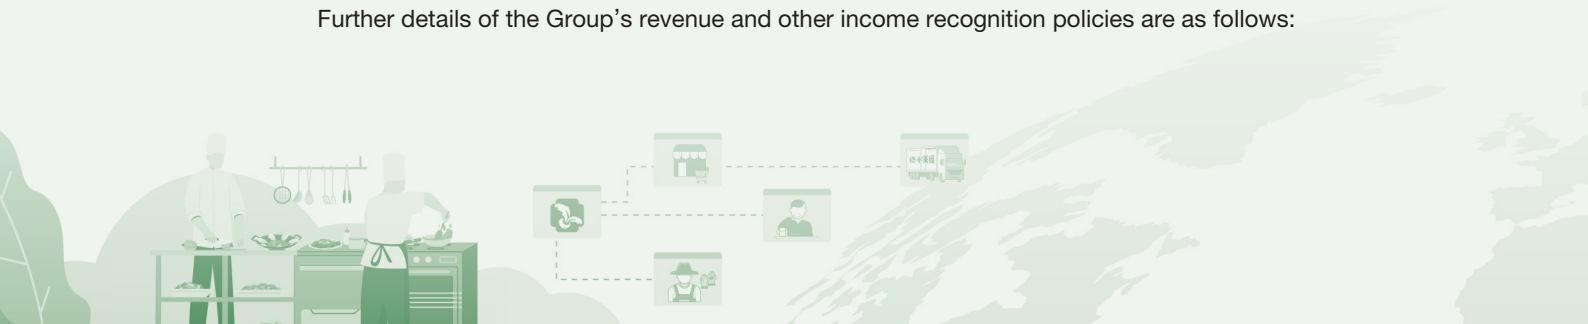 Further details of the Group’s revenue and other income recognition policies are as follows: